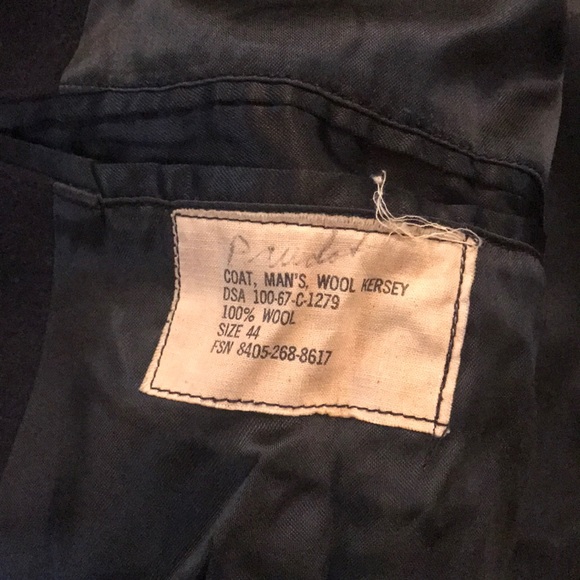 COAT, MAN'S, WOOL KERSEY
DSA 100-67-C-1279
100% WOOL
SIZE 44
FSN 8405-268-8617